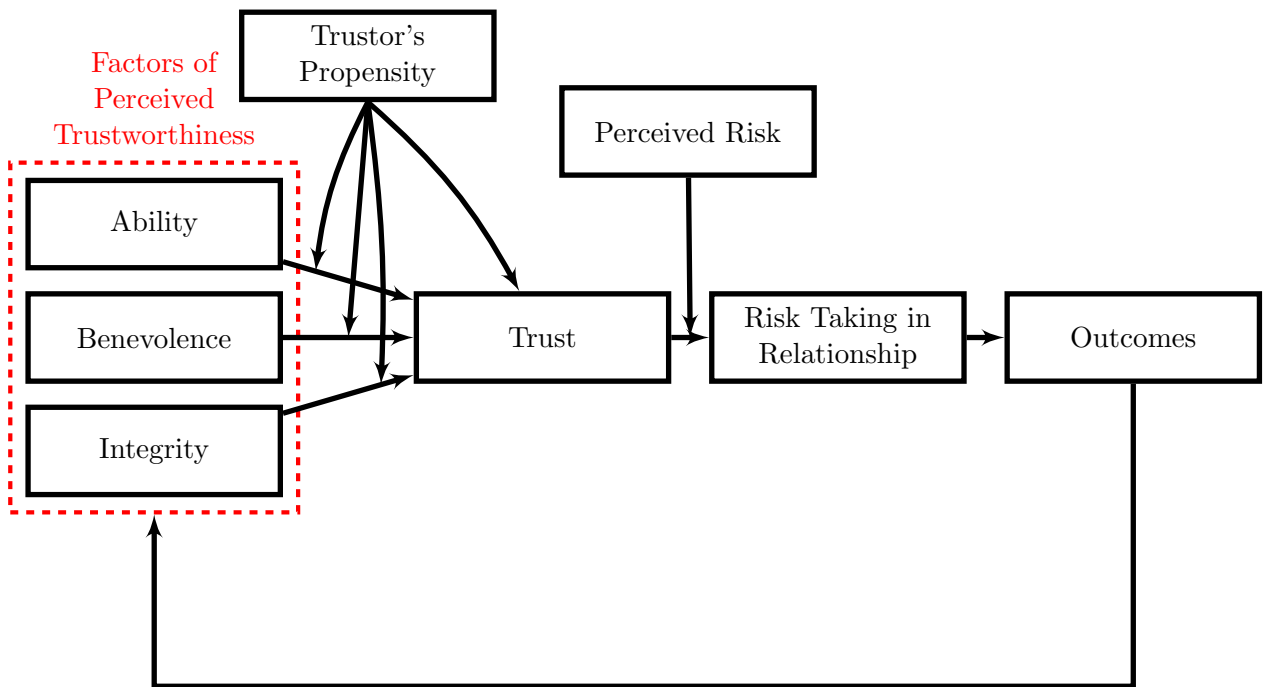 Trustor's
Propensity
Factors of
Perceived
Trustworthiness
Perceived Risk
Ability
Benevolence
Trust
Risk Taking in
Relationship
Outcomes
Integrity